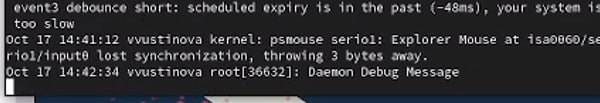 event3 debounce short: scheduled expiry is in the past (-48ms), your system is
too slow
Oct 17 14:41:12 vvustinova kernel: psmouse serio1: Explorer Mouse at isa0060/se
rio1/input0 lost synchronization, throwing 3 bytes away.
Oct 17 14:42:34 vvustinova root[36632]: Daemon Debug Message